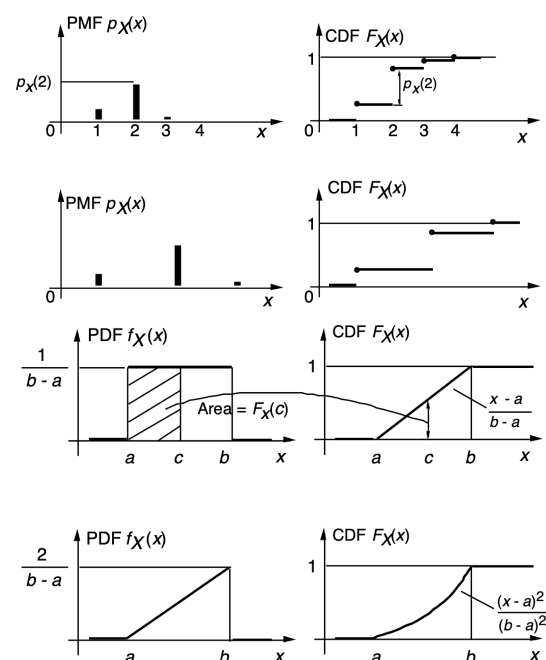 PMF p_X(x)
CDF F_X(x)
p_X(2)
1
p_X(2)
0 1 2 3 4 x
0 1 2 3 4 x
PMF p_X(x)
CDF F_X(x)
1
0 x
0 x
PDF f_X(x)
CDF F_X(x)
1
b - a
1
Area = F_X(c)
x - a
b - a
a c b x
a c b x
PDF f_X(x)
CDF F_X(x)
2
b - a
1
(x - a)^2
(b - a)^2
a b x
a b x